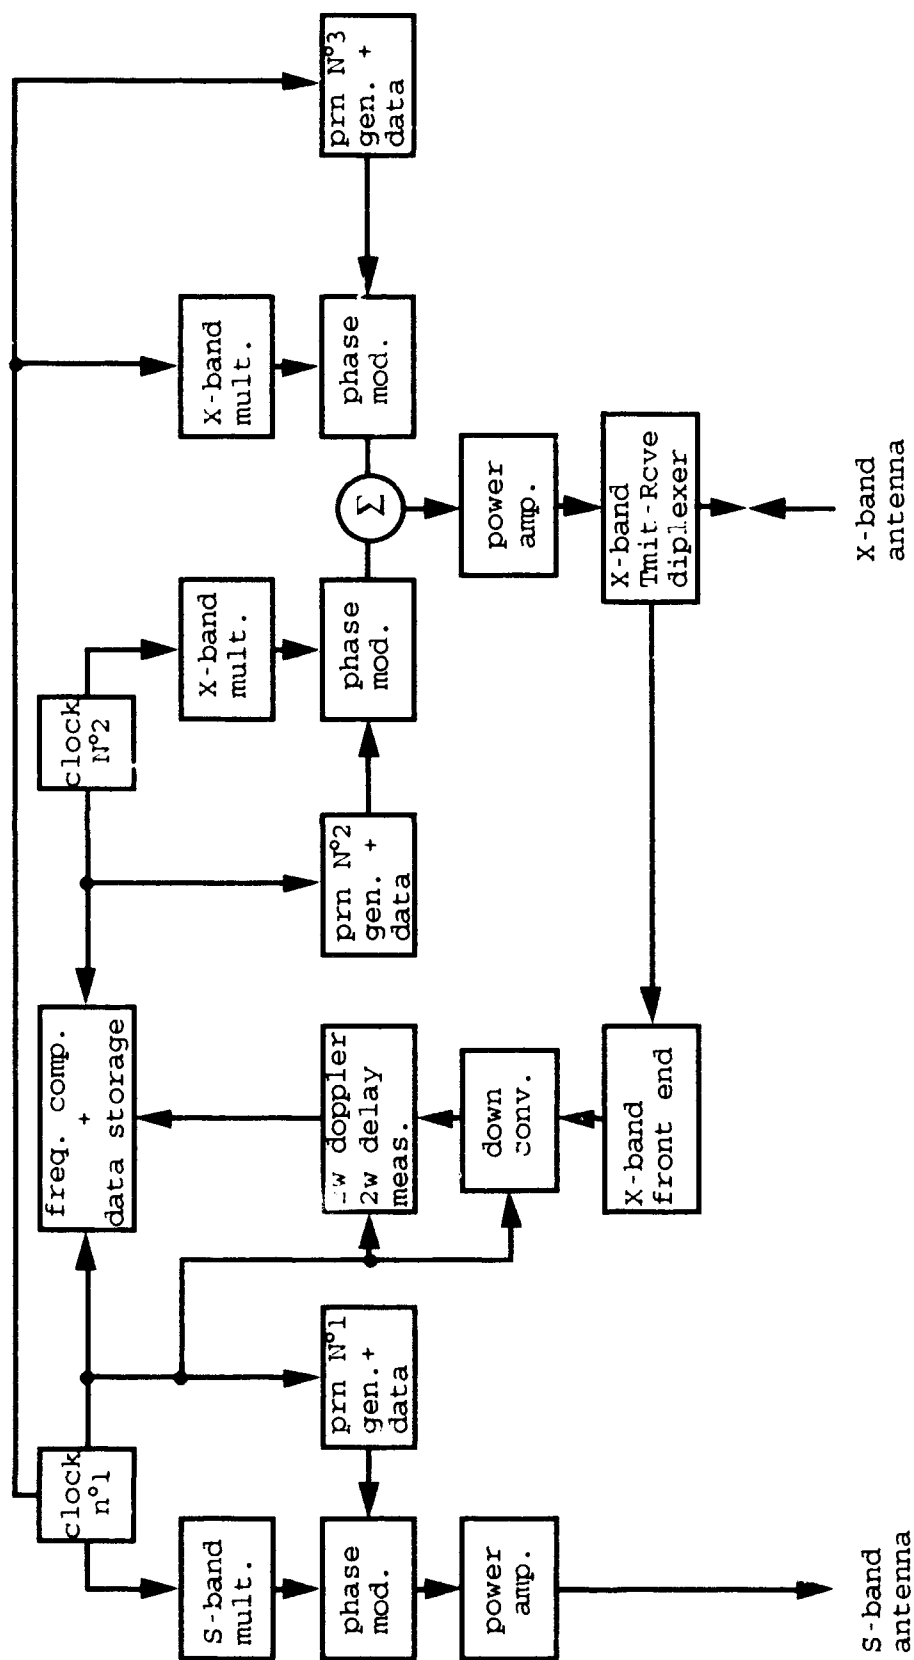 clock
n°1
freq. comp.
+
data storage
clock
N°2
S-band
mult.
X-band
mult.
X-band
mult.
phase
mod.
prn N°1
gen.+
data
2w doppler
2w delay
meas.
prn N°2
gen. +
data
phase
mod.
Σ
phase
mod.
prn N°3
gen. +
data
power
amp.
down
conv.
power
amp.
X-band
front end
X-band
Tmit-Rcve
diplexer
S-band
antenna
X-band
antenna